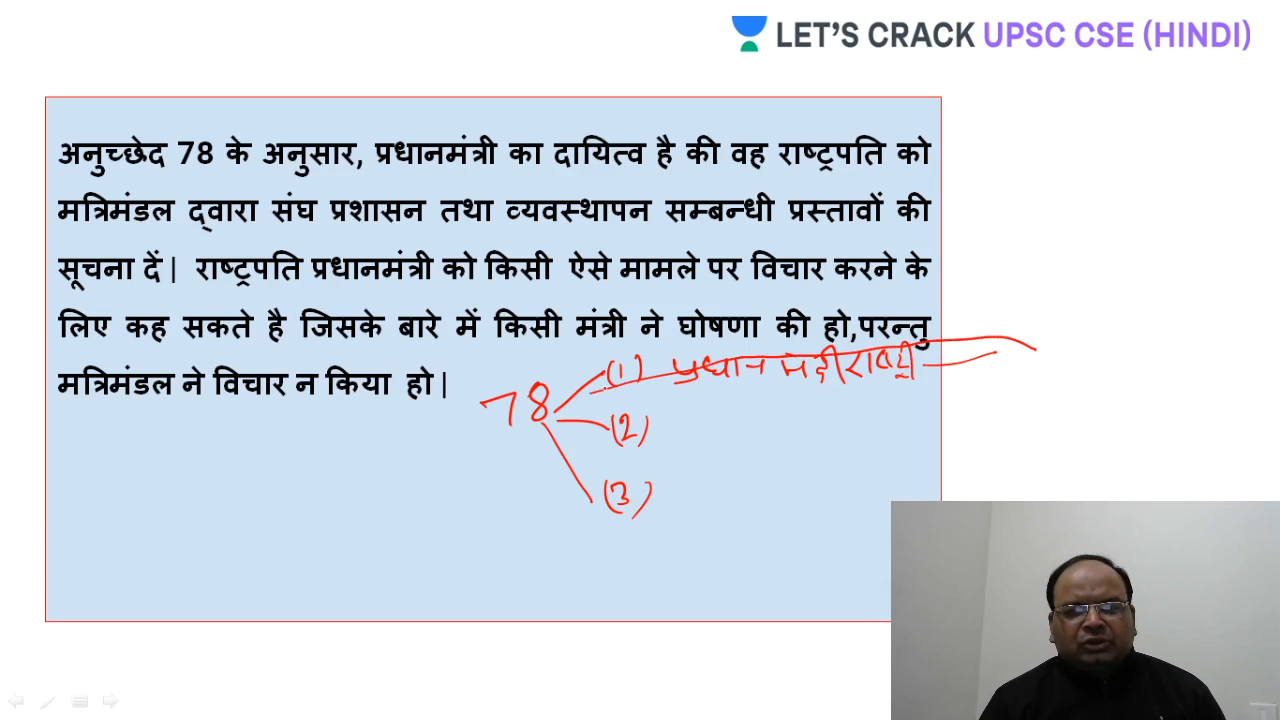 LET'S CRACK UPSC CSE (HINDI)
अनुच्छेद 78 के अनुसार, प्रधानमंत्री का दायित्व है की वह राष्ट्रपति को
मत्रिमंडल द्वारा संघ प्रशासन तथा व्यवस्थापन सम्बन्धी प्रस्तावों की
सूचना दें| राष्ट्रपति प्रधानमंत्री को किसी ऐसे मामले पर विचार करने के
लिए कह सकते है जिसके बारे में किसी मंत्री ने घोषणा की हो,परन्तु
मत्रिमंडल ने विचार न किया हो|
78
(1) प्रधान
(2)
(3)